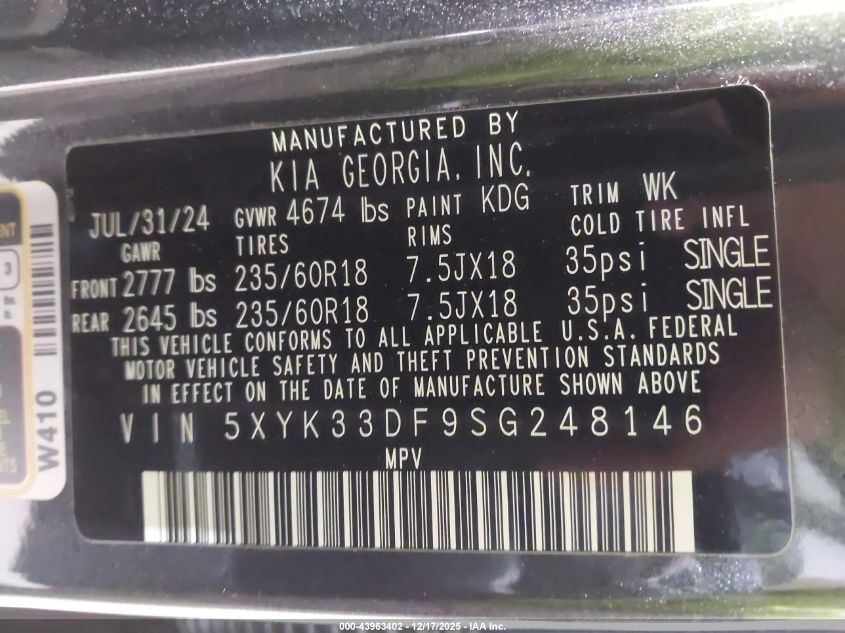 MANUFACTURED BY
KIA GEORGIA, INC.
JUL/31/24 GVWR 4674 lbs PAINT KDG TRIM WK
GAWR TIRES RIMS COLD TIRE INFL
FRONT 2777 lbs 235/60R18 7.5JX18 35psi SINGLE
REAR 2645 lbs 235/60R18 7.5JX18 35psi SINGLE
THIS VEHICLE CONFORMS TO ALL APPLICABLE U.S.A. FEDERAL
MOTOR VEHICLE SAFETY AND THEFT PREVENTION STANDARDS
IN EFFECT ON THE DATE OF MANUFACTURE SHOWN ABOVE
VIN 5XYK33DF9SG248146
MPV
W410
3
000-43963402 - 12/17/2025 - IAA Inc.